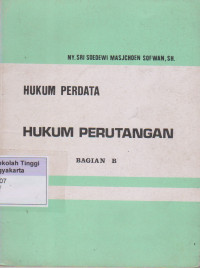 NY. SRI SOEDEWI MASJCHOEN SOFWAN, SH.
HUKUM PERDATA
HUKUM PERUTANGAN
BAGIAN B
Sekolah Tinggi
gyakarta
07